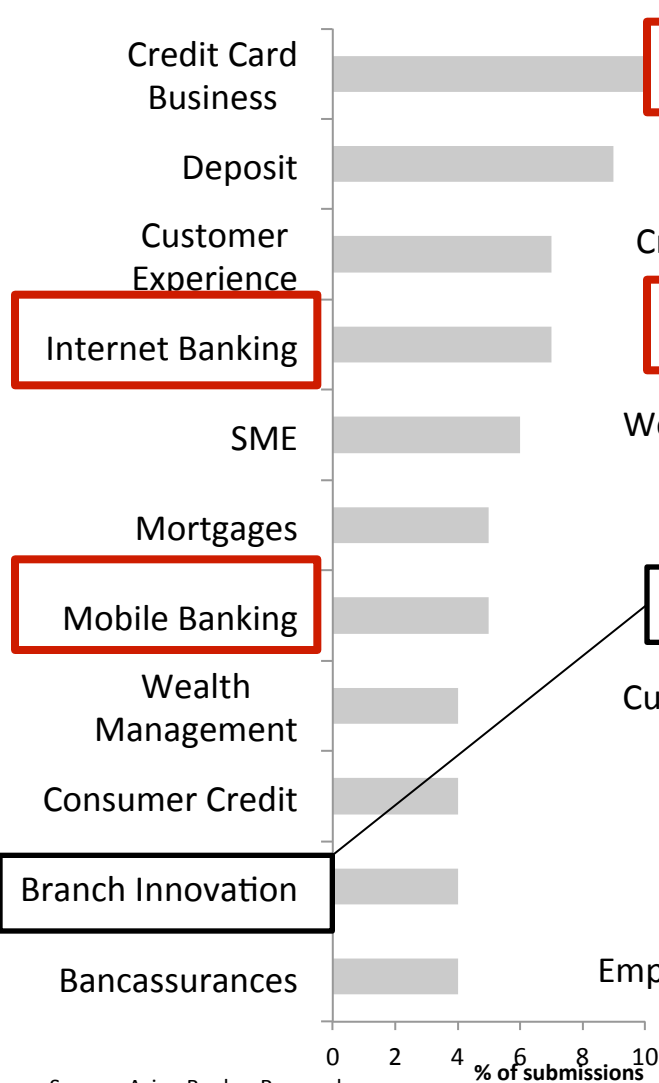 Credit Card
Business
Deposit
Customer
Experience
Internet Banking
SME
Mortgages
Mobile Banking
Wealth
Management
Consumer Credit
Branch Innovation
Bancassurances
0 2 4 6 8 10
% of submissions